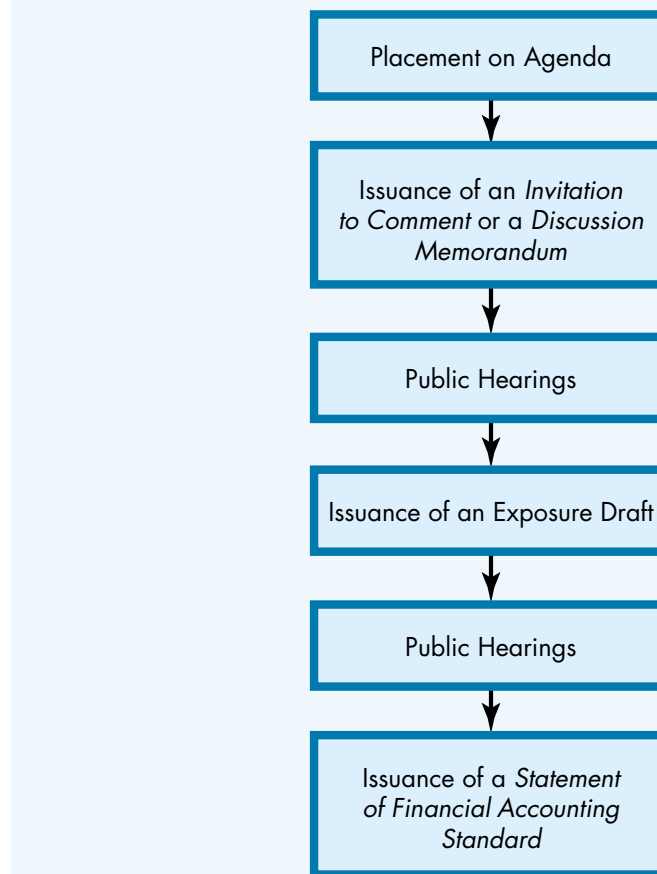 Placement on Agenda
Issuance of an Invitation
to Comment or a Discussion
Memorandum
Public Hearings
Issuance of an Exposure Draft
Public Hearings
Issuance of a Statement
of Financial Accounting
Standard